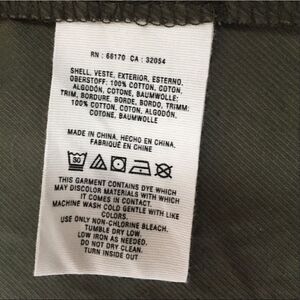 RN : 66170 CA : 32054
SHELL, VESTE, EXTERIOR, ESTERNO,
OBERSTOFF: 100% COTTON, COTON,
ALGODÓN, COTONE, BAUMWOLLE;
TRIM, BORDURE, BORDE, BORDO, TRIMM:
100% COTTON, COTON, ALGODÓN,
COTONE, BAUMWOLLE
MADE IN CHINA, HECHO EN CHINA,
FABRIQUÉ EN CHINE
30
THIS GARMENT CONTAINS DYE WHICH
MAY DISCOLOR MATERIALS WITH WHICH
IT COMES IN CONTACT.
MACHINE WASH COLD GENTLE WITH LIKE
COLORS.
USE ONLY NON-CHLORINE BLEACH.
TUMBLE DRY LOW.
LOW IRON AS NEEDED.
DO NOT DRY CLEAN.
TURN INSIDE OUT